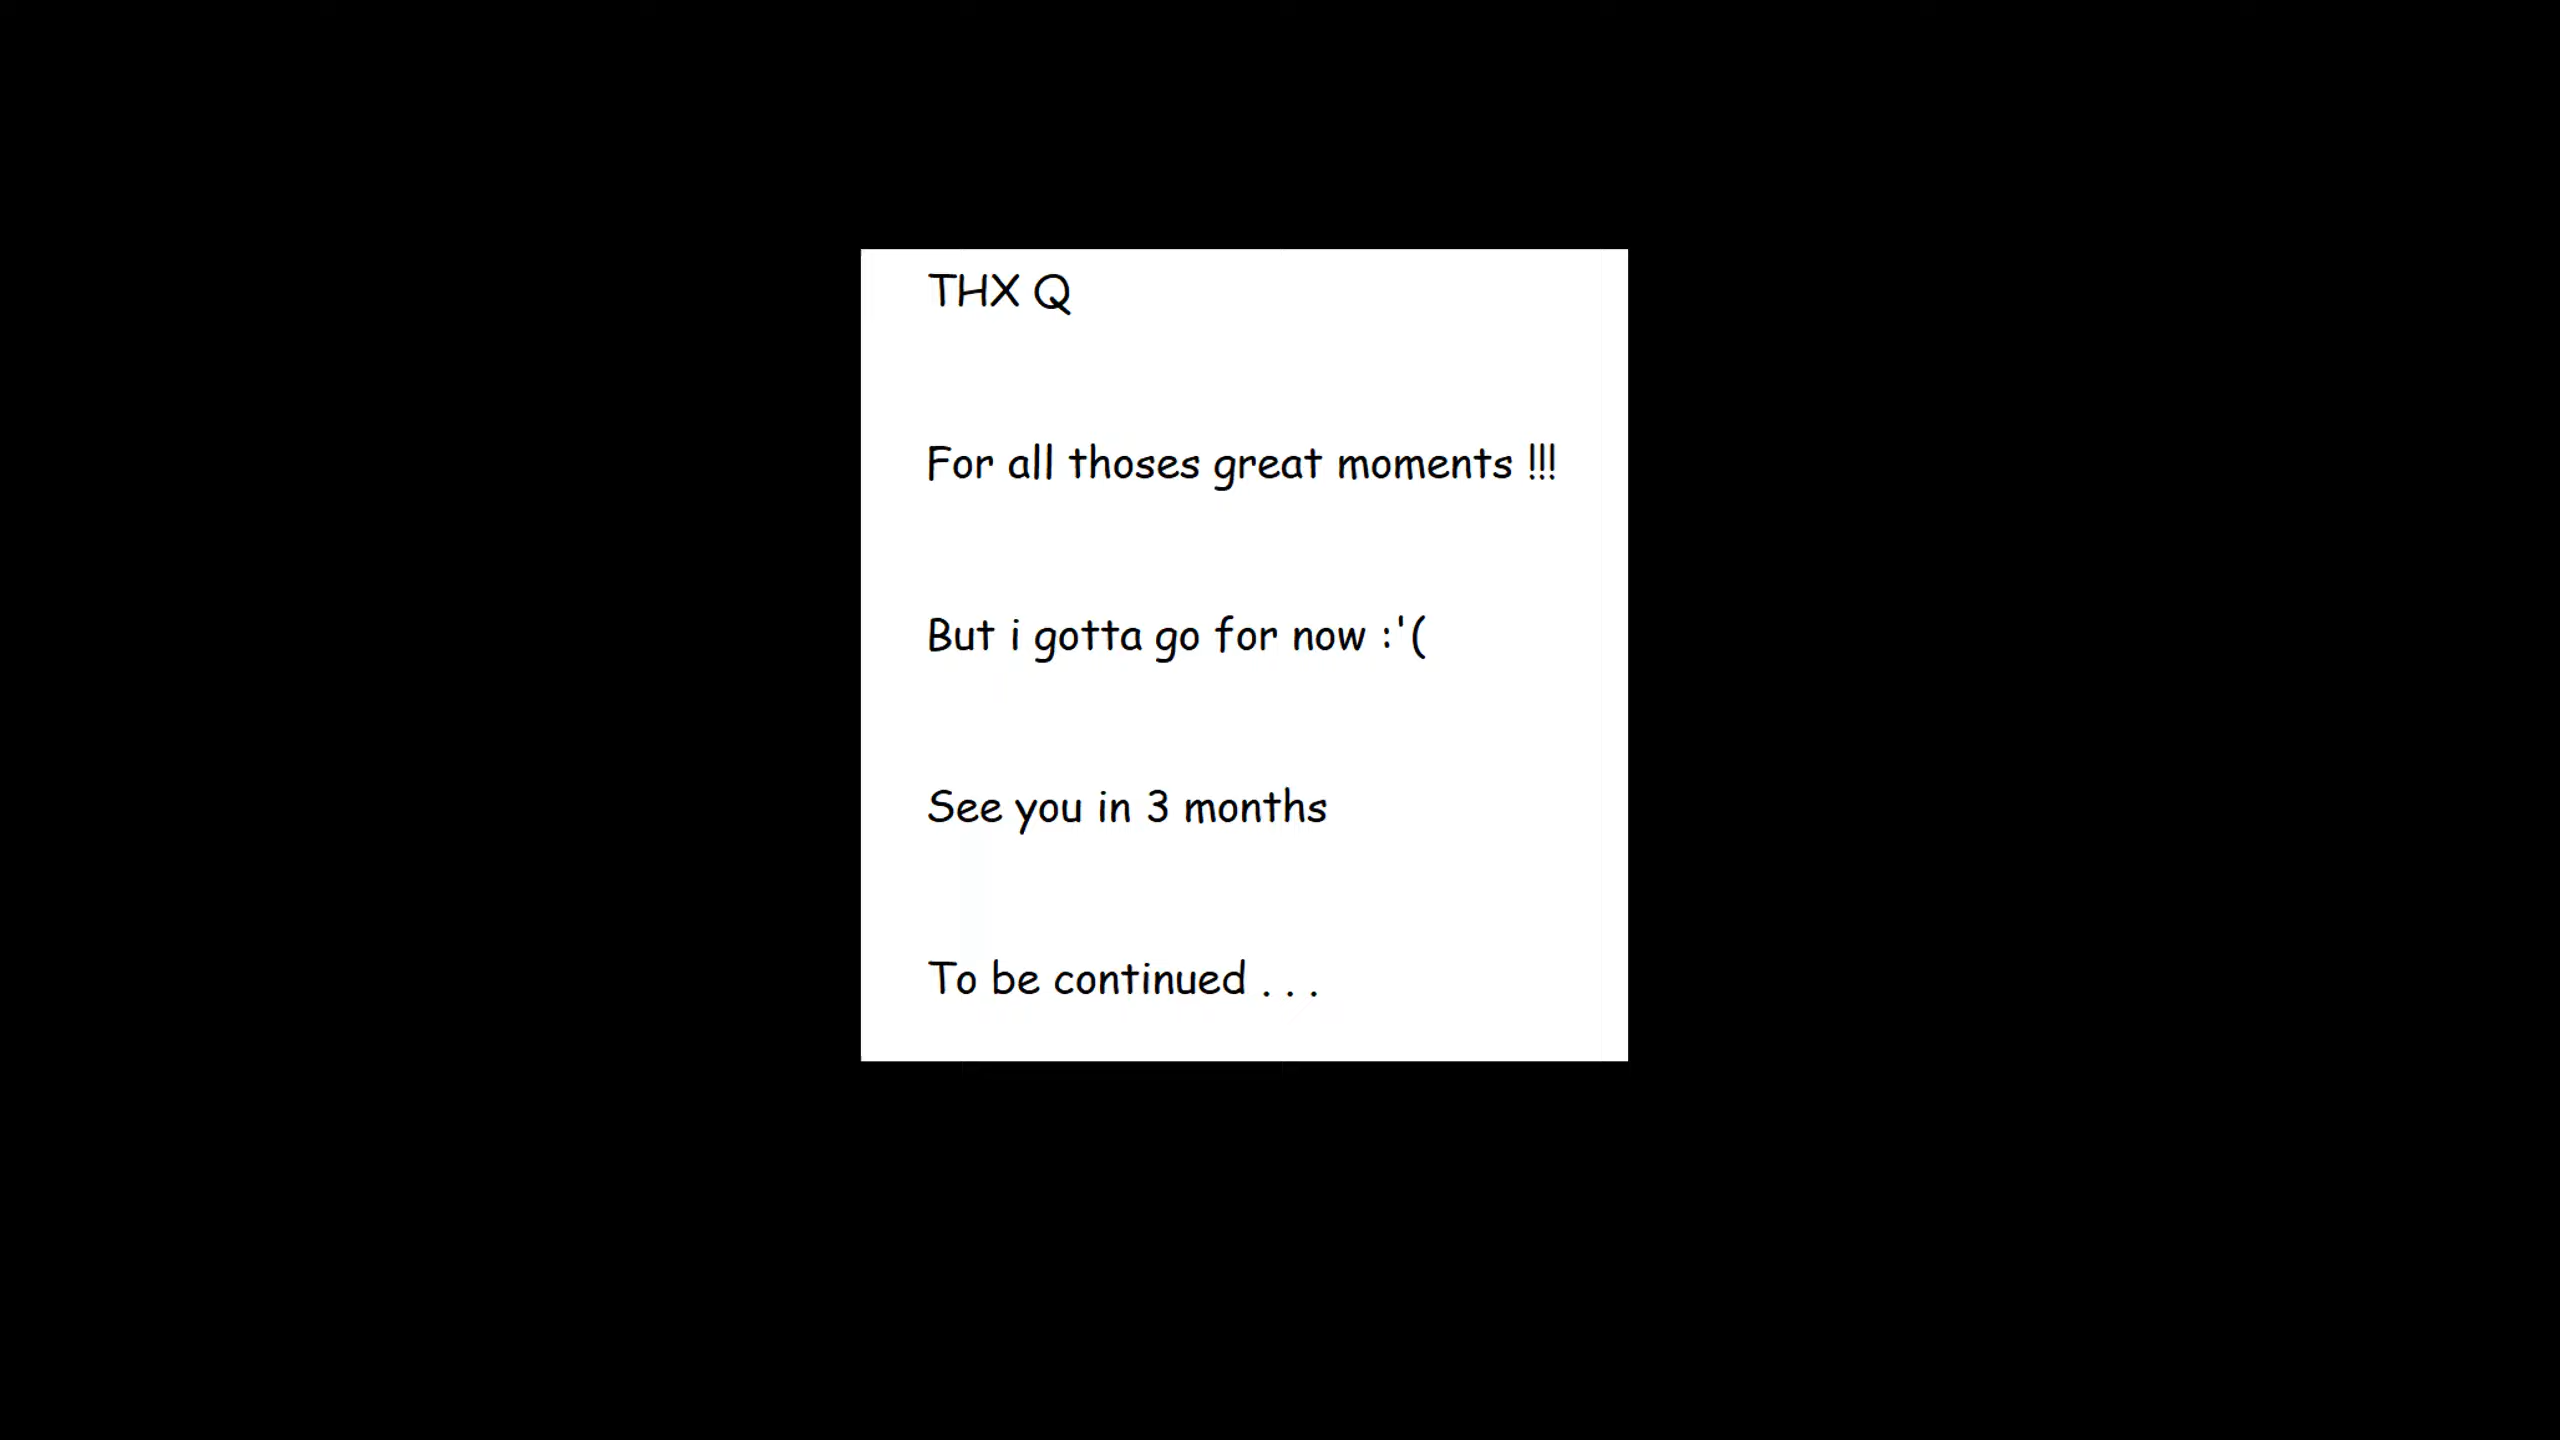 THX Q
For all thoses great moments !!!
But i gotta go for now :'(
See you in 3 months
To be continued . . .